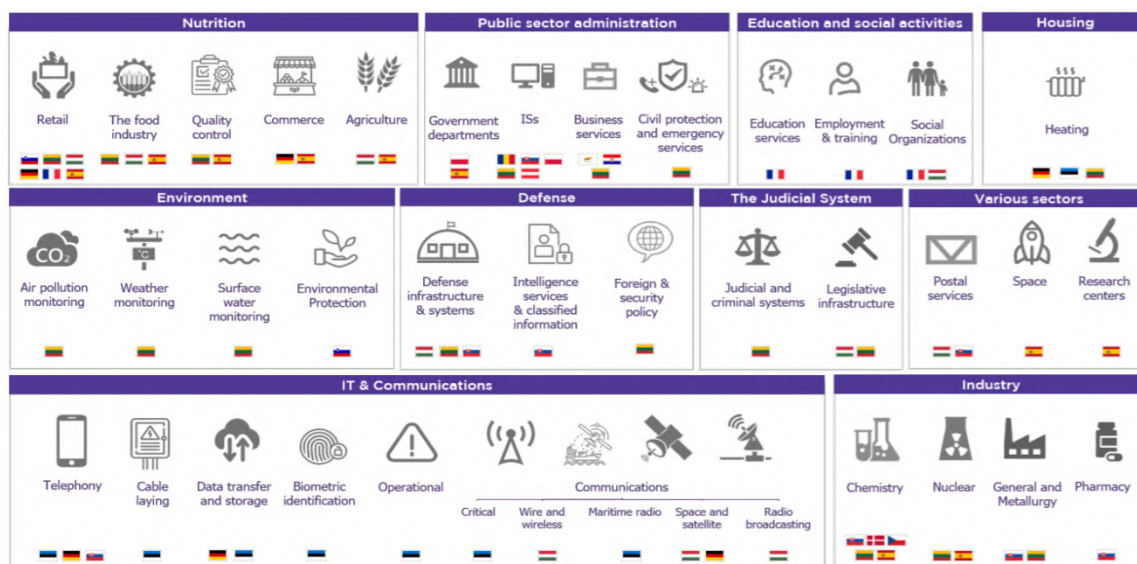 Nutrition
Retail
The food
industry
Quality
control
Commerce
Agriculture
Public sector administration
Government
departments
ISs
Business
services
Civil protection
and emergency
services
Education and social activities
Education
services
Employment
& training
Social
Organizations
Housing
Heating
Environment
CO2
Air pollution
monitoring
°C
Weather
monitoring
Surface
water
monitoring
Environmental
Protection
Defense
Defense
infrastructure
& systems
Intelligence
services
& classified
information
Foreign &
security
policy
The Judicial System
Judicial and
criminal systems
Legislative
infrastructure
Various sectors
Postal
services
Space
Research
centers
IT & Communications
Telephony
Cable
laying
Data transfer
and storage
Biometric
identification
Operational
Communications
Critical
Wire and
wireless
Maritime radio
Space and
satellite
Radio
broadcasting
Industry
Chemistry
Nuclear
General and
Metallurgy
Pharmacy